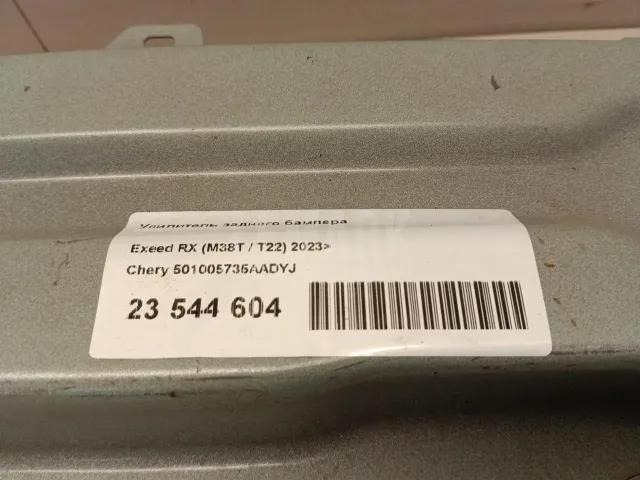 Усилитель заднего бампера
Exeed RX (M38T / T22) 2023>
Chery 501005735AADYJ
23 544 604